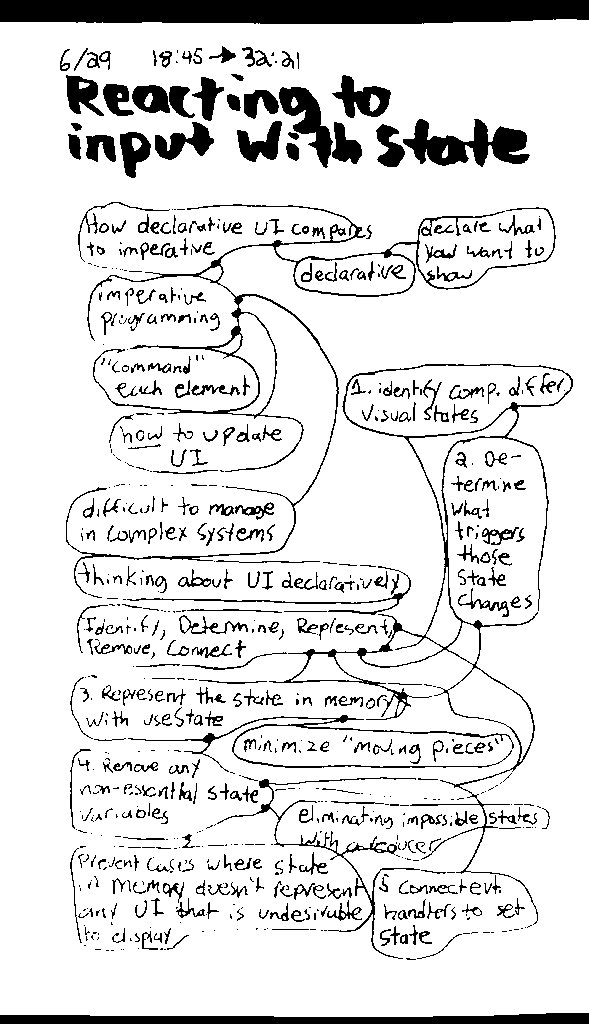 6/29 18:45 → 32:21
Reacting to
input with state
How declarative UI compares
to imperative
declarative
declare what
you want to
show
imperative
programming
"Command"
each element
how to update
UI
difficult to manage
in complex systems
1. identify comp. differ
visual states
2. De-
termine
what
triggers
those
state
changes
thinking about UI declaratively
Identify, Determine, Represent,
Remove, Connect
3. Represent the state in memory
with useState
minimize "moving pieces"
4. Remove any
non-essential state
variables
eliminating impossible states
with a reducer
Prevent cases where state
in memory doesn't represent
any UI that is undesirable
to display
5 Connect evt.
handlers to set
state